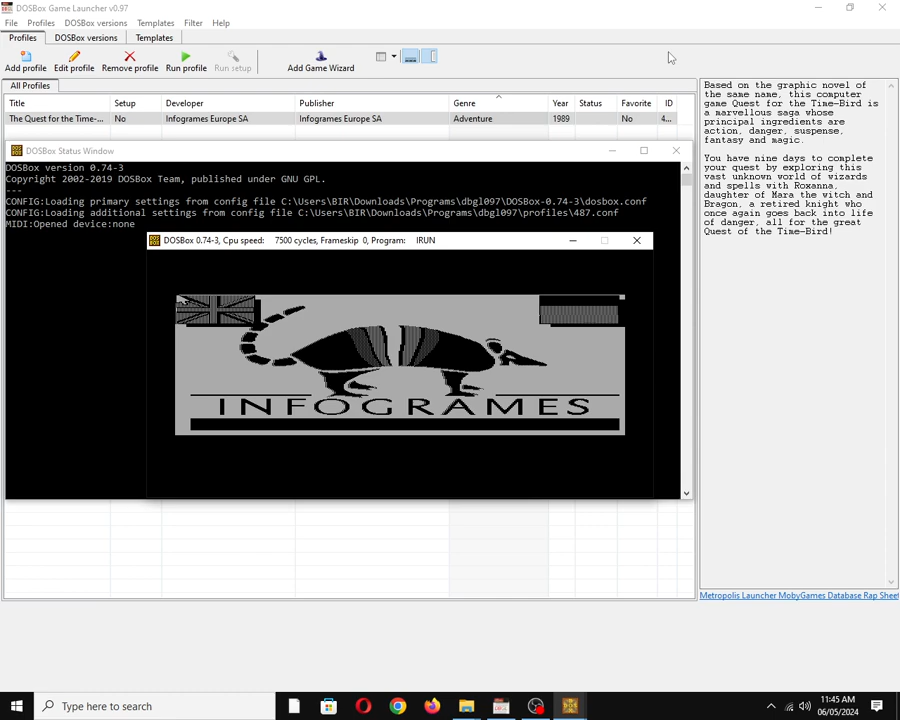 DOSBox Game Launcher v0.97
File Profiles DOSBox versions Templates Filter Help
Profiles DOSBox versions Templates
Add profile Edit profile Remove profile Run profile Run setup Add Game Wizard
All Profiles
Title Setup Developer Publisher Genre Year Status Favorite ID
The Quest for the Time-... No Infogrames Europe SA Infogrames Europe SA Adventure 1989 No 4...
DOSBox Status Window
DOSBox version 0.74-3
Copyright 2002-2019 DOSBox Team, published under GNU GPL.
---
CONFIG:Loading primary settings from config file C:\Users\BIR\Downloads\Programs\dbgl097\DOSBox-0.74-3\dosbox.conf
CONFIG:Loading additional settings from config file C:\Users\BIR\Downloads\Programs\dbgl097\profiles\487.conf
MIDI:Opened device:none
DOSBox 0.74-3, Cpu speed: 7500 cycles, Frameskip 0, Program: IRUN
INFOGRAMES
Based on the graphic novel of
the same name, this computer
game Quest for the Time-Bird is
a marvellous saga whose
principal ingredients are
action, danger, suspense,
fantasy and magic.
You have nine days to complete
your quest by exploring this
vast unknown world of wizards
and spells with Roxanna,
daughter of Mara the witch and
Bragon, a retired knight who
once again goes back into life
of danger, all for the great
Quest of the Time-Bird!
Metropolis Launcher MobyGames Database Rap Sheet
Type here to search
11:45 AM
06/05/2024